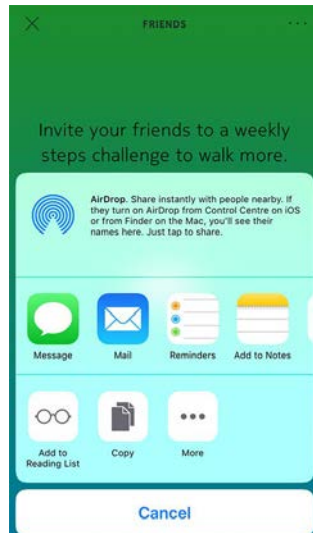 FRIENDS
Invite your friends to a weekly
steps challenge to walk more.
AirDrop. Share instantly with people nearby. If
they turn on AirDrop from Control Centre on iOS
or from Finder on the Mac, you'll see their
names here. Just tap to share.
Message Mail Reminders Add to Notes
Add to
Reading List Copy More
Cancel